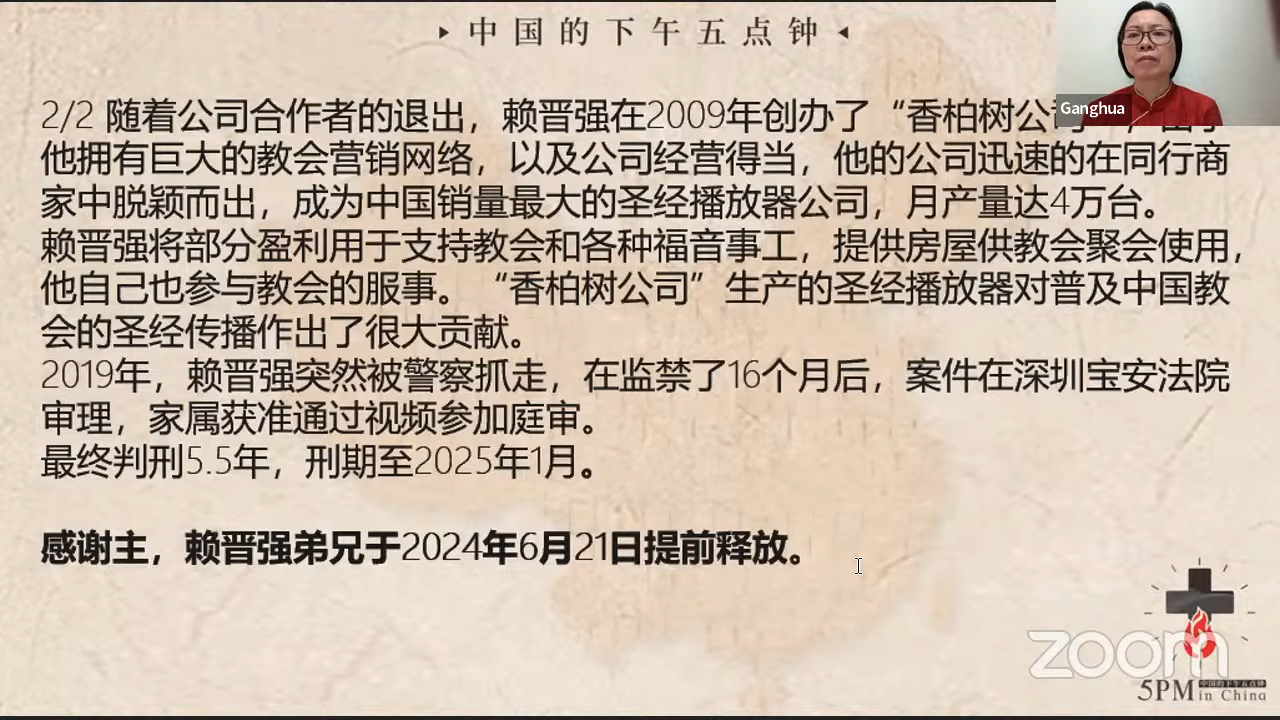 中国的下午五点钟
Ganghua
2/2 随着公司合作者的退出，赖晋强在2009年创办了 “香柏树公
他拥有巨大的教会营销网络，以及公司经营得当，他的公司迅速的在同行商
家中脱颖而出，成为中国销量最大的圣经播放器公司，月产量达4万台。
赖晋强将部分盈利用于支持教会和各种福音事工，提供房屋供教会聚会使用，
他自己也参与教会的服事。 “香柏树公司” 生产的圣经播放器对普及中国教
会的圣经传播作出了很大贡献。
2019年，赖晋强突然被警察抓走，在监禁了16个月后，案件在深圳宝安法院
审理，家属获准通过视频参加庭审。
最终判刑5.5年，刑期至2025年1月。
感谢主，赖晋强弟兄于2024年6月21日提前释放。
zoom
5PM 中国的下午五点钟
in China